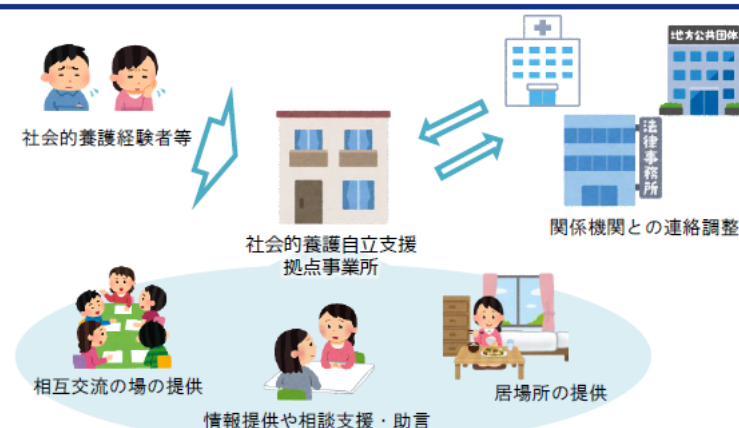 地方公共団体
社会的養護経験者等
法律事務所
関係機関との連絡調整
社会的養護自立支援
拠点事業所
相互交流の場の提供
居場所の提供
情報提供や相談支援・助言